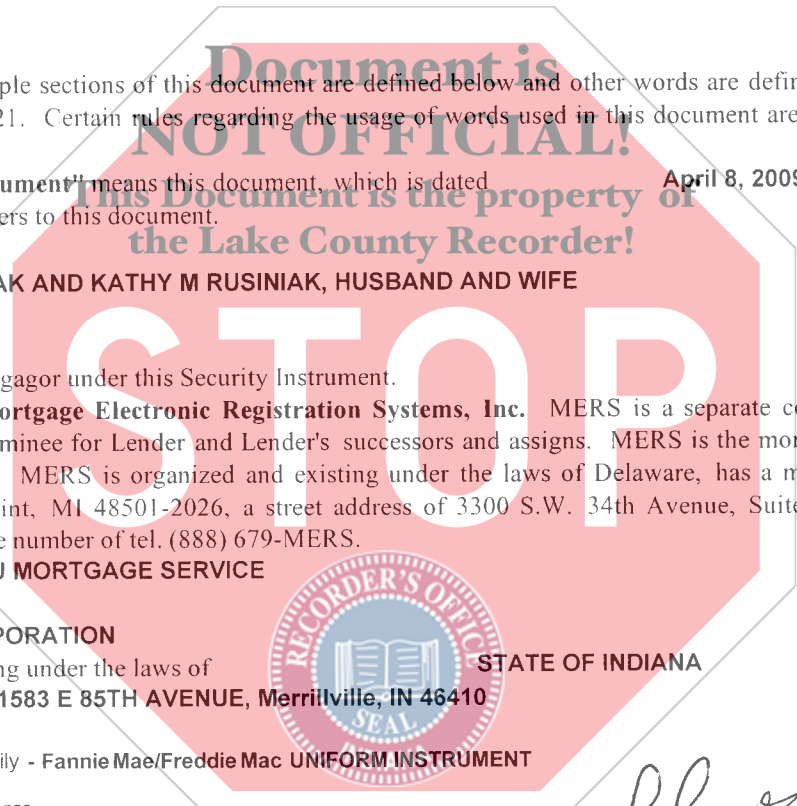 Document is
ple sections of this document are defined below and other words are defin
21. Certain rules regarding the usage of words used in this document are
NOT OFFICIAL!
ument" means this document, which is dated April 8, 2009
This Document is the property of
ers to this document.
the Lake County Recorder!
AK AND KATHY M RUSINIAK, HUSBAND AND WIFE
STOP
gagor under this Security Instrument.
ortgage Electronic Registration Systems, Inc. MERS is a separate co
minee for Lender and Lender's successors and assigns. MERS is the mor
MERS is organized and existing under the laws of Delaware, has a m
int, MI 48501-2026, a street address of 3300 S.W. 34th Avenue, Suite
e number of tel. (888) 679-MERS.
U MORTGAGE SERVICE
RECORDER'S OFFICE
PORATION
ng under the laws of STATE OF INDIANA
1583 E 85TH AVENUE, Merrillville, IN 46410
SEAL
INDIANA
ily - Fannie Mae/Freddie Mac UNIFORM INSTRUMENT